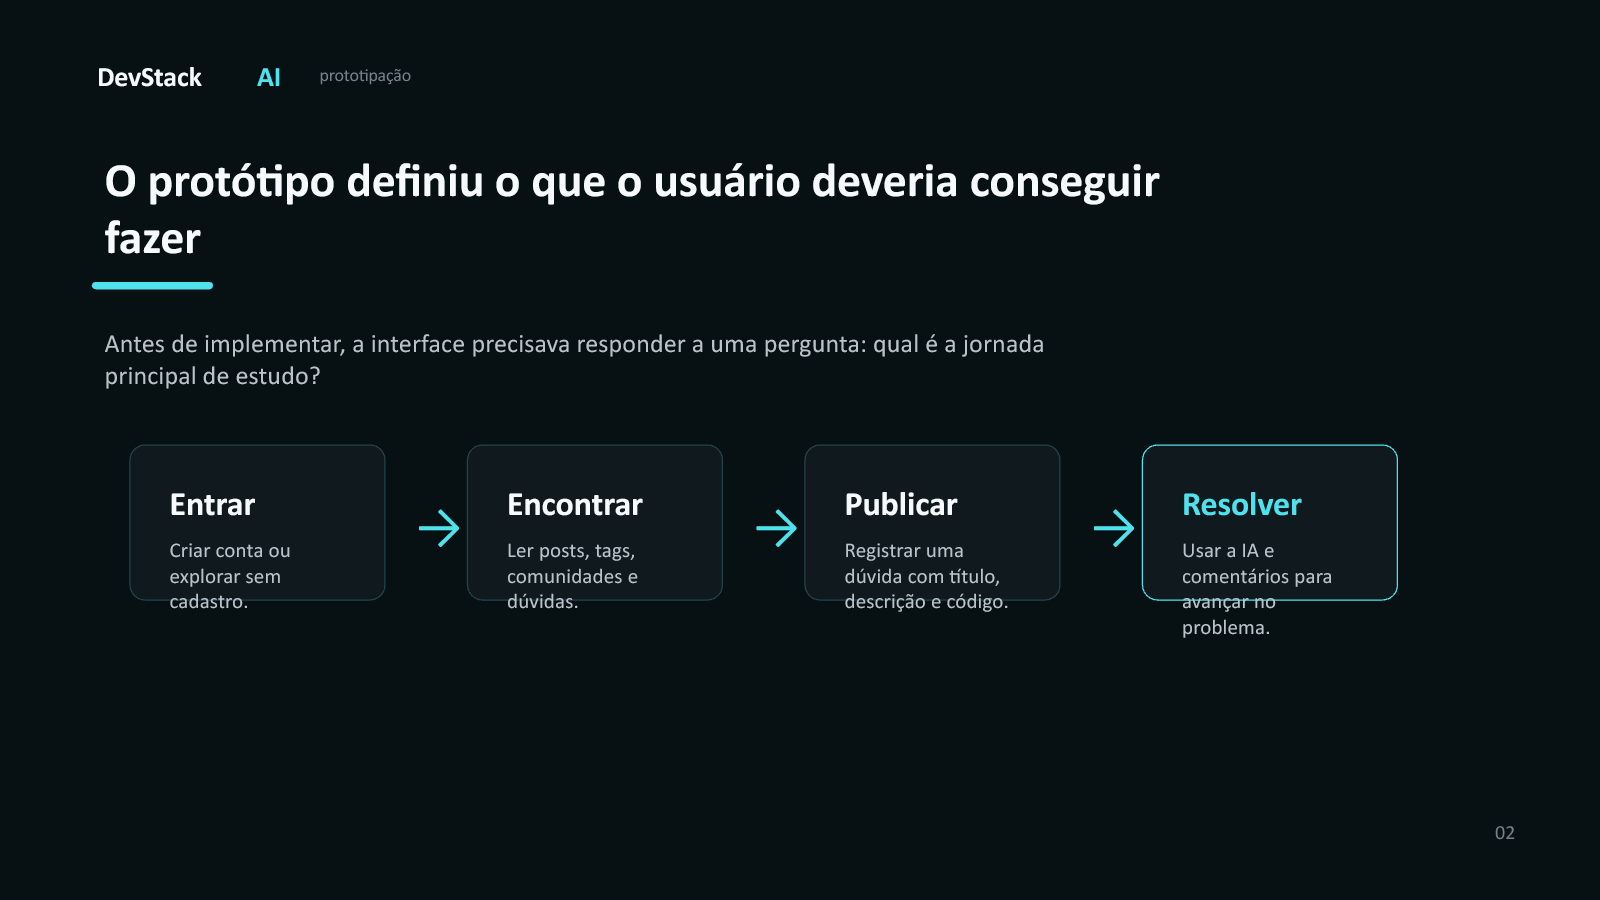 DevStack AI prototipação
O protótipo definiu o que o usuário deveria conseguir
fazer
Antes de implementar, a interface precisava responder a uma pergunta: qual é a jornada
principal de estudo?
Entrar
Criar conta ou
explorar sem
cadastro.
Encontrar
Ler posts, tags,
comunidades e
dúvidas.
Publicar
Registrar uma
dúvida com título,
descrição e código.
Resolver
Usar a IA e
comentários para
avançar no
problema.
02